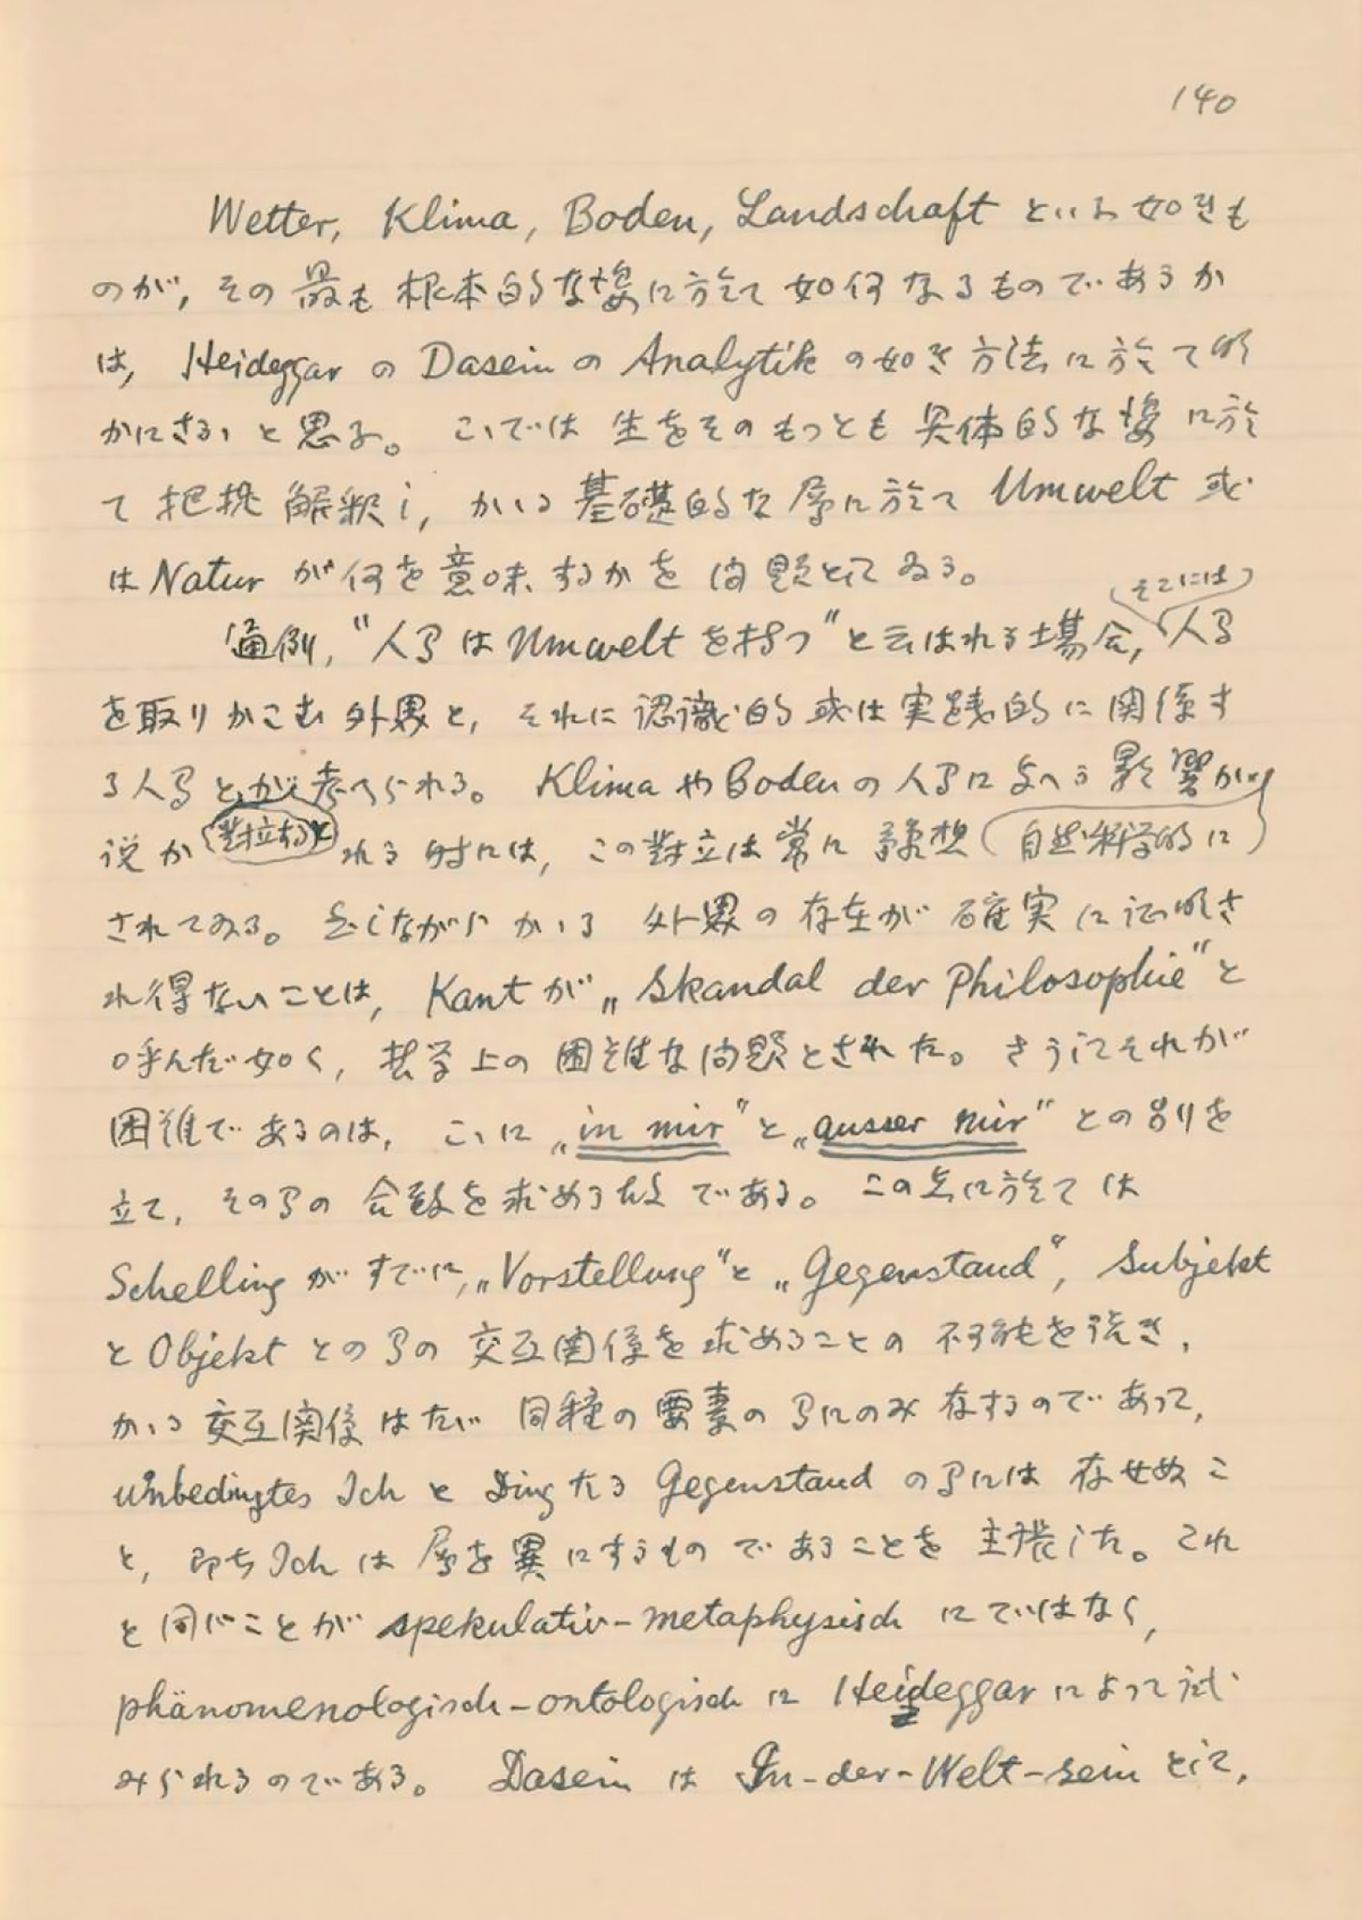 140
Wetter, Klima, Boden, Landschaft といふ如きも
のが, その最も根本的な姿に於て如何なるものであるか
は, Heideggar の Dasein の Analytik の如き方法に於て明
かにさるゝと思ふ。こゝでは生をそのもっとも具体的な姿に於
て把捉解釈し, かゝる基礎的な層に於て Umwelt 或
は Natur が何を意味するかを問題としてゐる。
(そこには)
通例, "人間は Umwelt を持つ" と云はれる場合, 人間
を取りかこむ外界と, それに認識的或は実践的に関係す
る人間とが考へられる。 Klima や Boden の人間に与へる影響が
(對立すると) (自然科学的に)
説かれる時には, この對立は常に予想
されてゐる。然しながらかゝる外界の存在が確実に証明さ
れ得ないことは, Kant が „Skandal der Philosophie" と
呼んだ如く, 哲学上の困難な問題とされた。さうしてそれが
困難であるのは, こゝに „in mir" と „ausser mir" との別を
立て, その間の合致を求める故である。この点に於ては
Schelling がすでに, „Vorstellung" と „Gegenstand", Subjekt
と Objekt との間の交互関係を求めることの不可能を説き,
かゝる交互関係はたゞ同種の要素の間にのみ存するのであって,
unbedingtes Ich と Ding たる Gegenstand の間には存せぬこ
と, 即ち Ich は層を異にするものであることを主張した。これ
と同じことが spekulativ-metaphysisch にではなく,
phänomenologisch-ontologisch に Heideggar によって試
みられるのである。 Dasein は In-der-Welt-sein として,